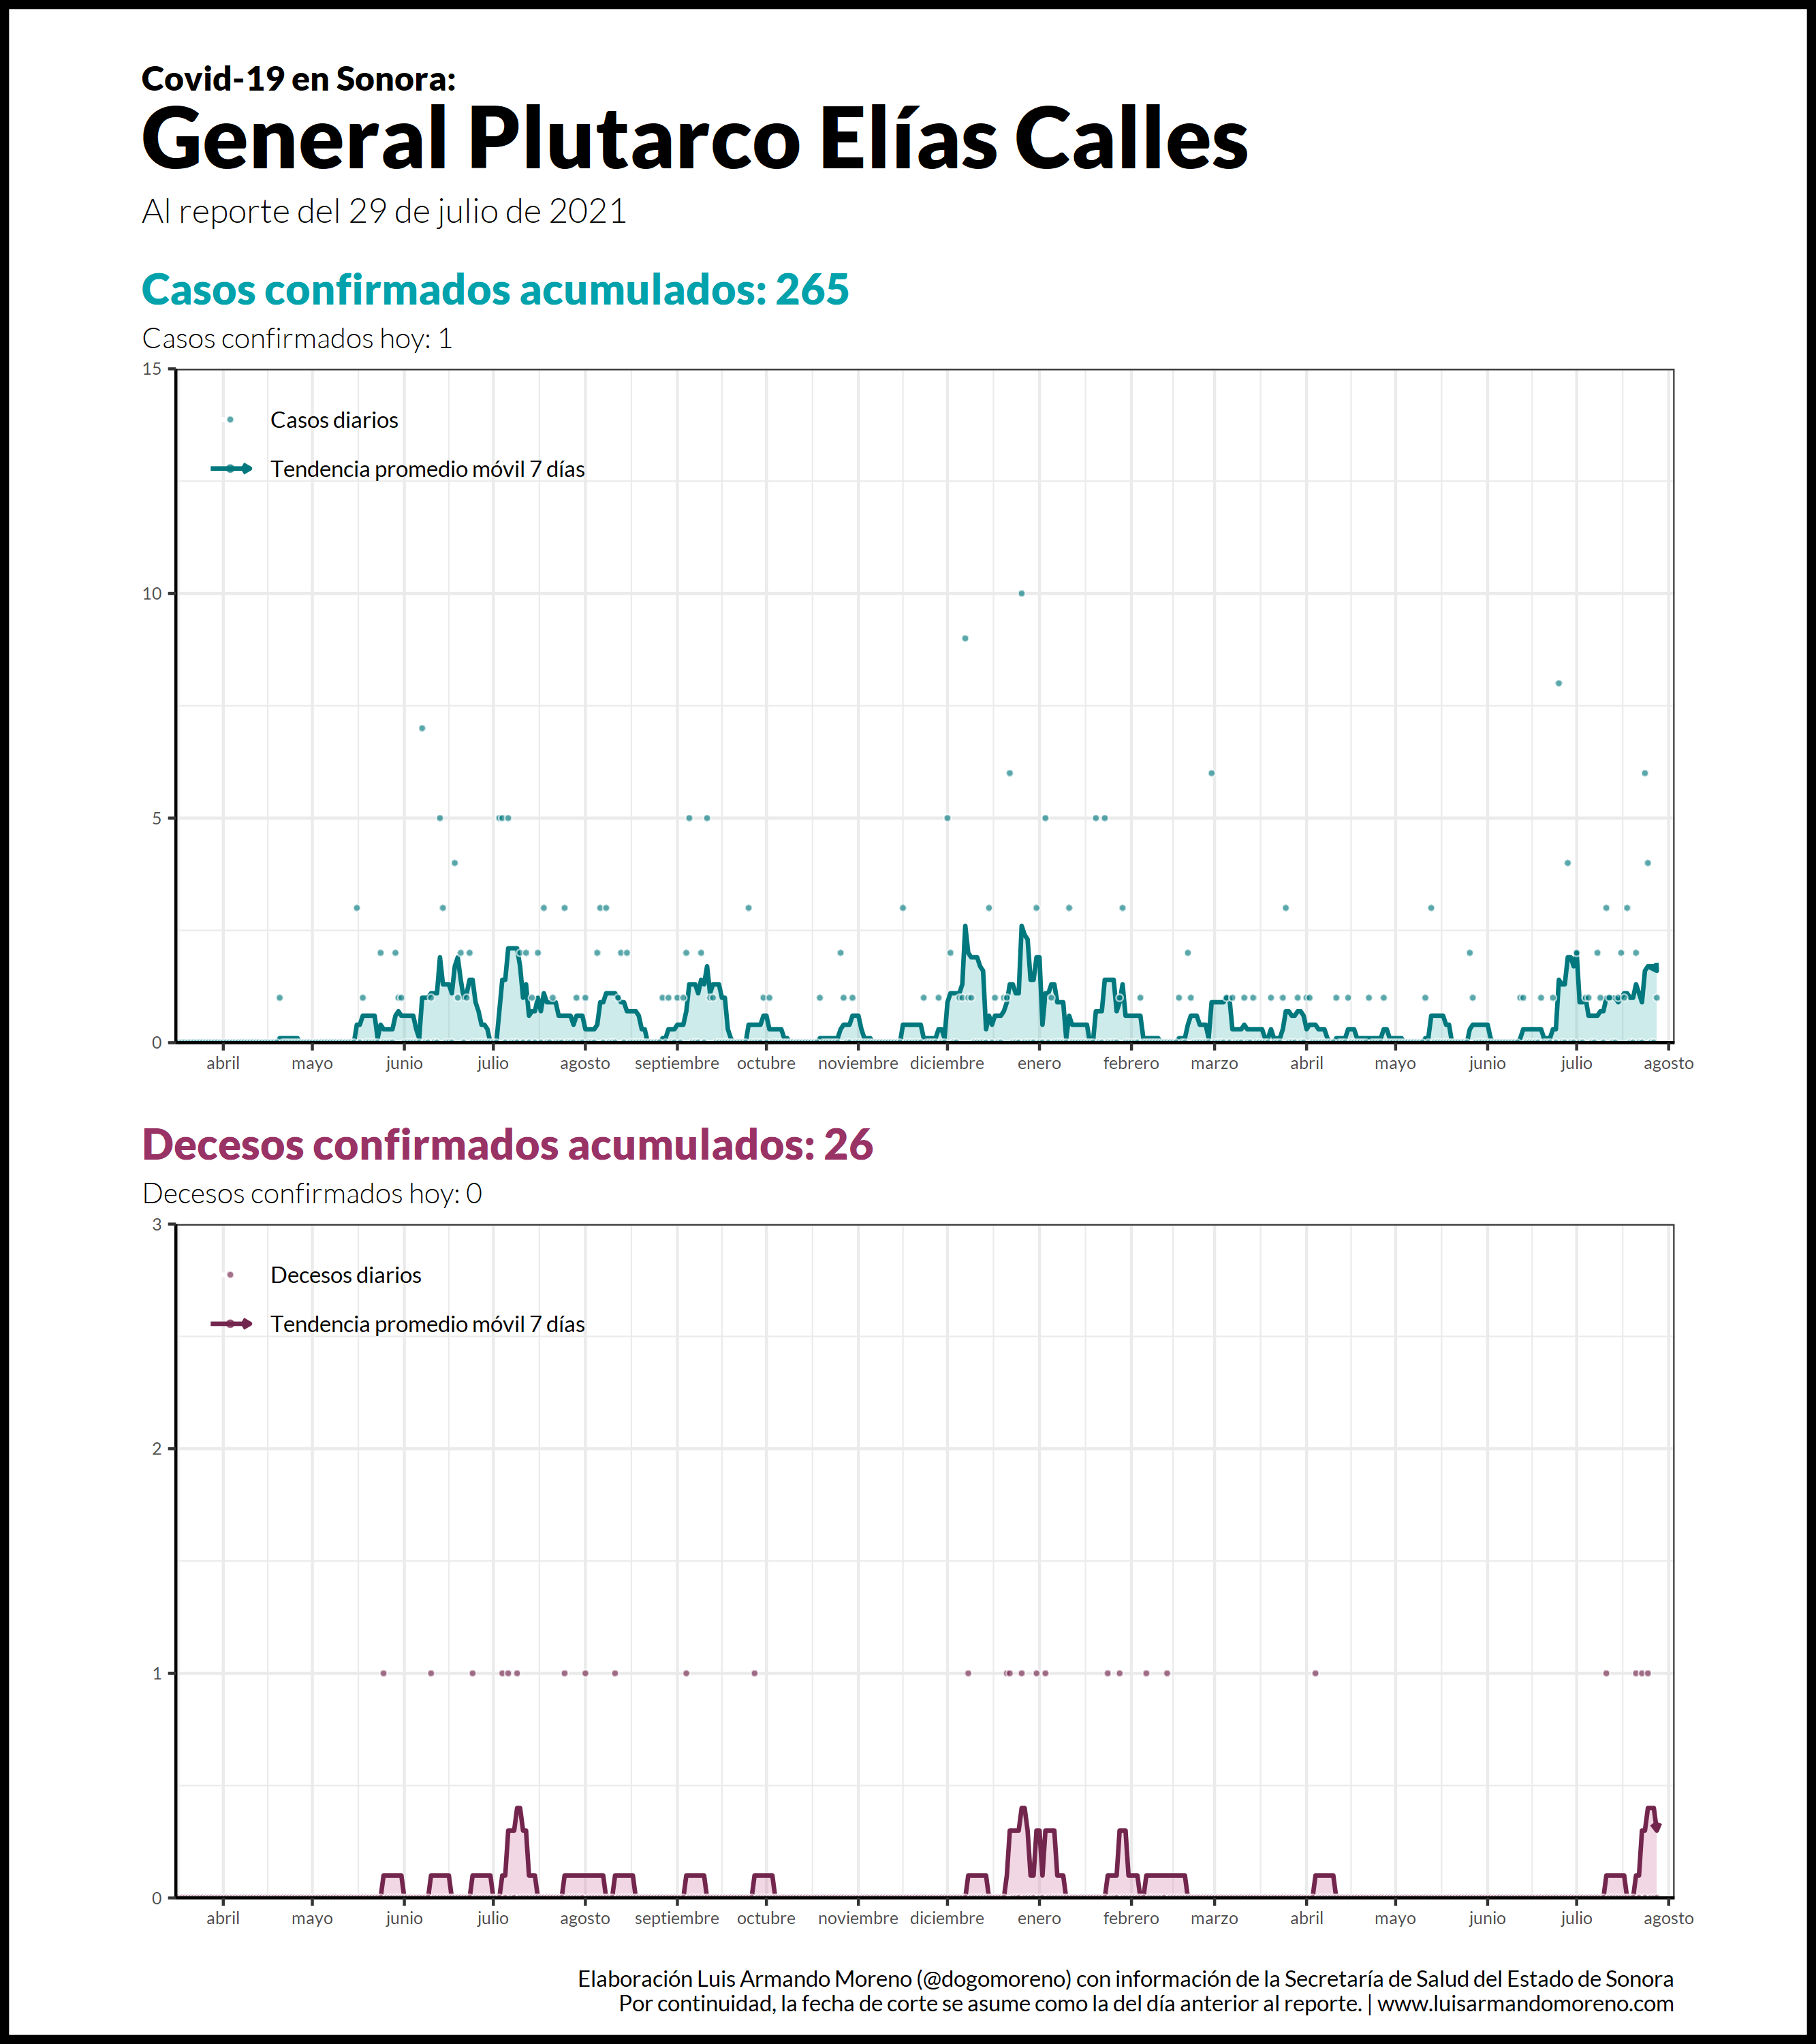 Covid-19 en Sonora:
General Plutarco Elías Calles
Al reporte del 29 de julio de 2021
Casos confirmados acumulados: 265
Casos confirmados hoy: 1
15
Casos diarios
Tendencia promedio móvil 7 días
10
5
0
abril mayo junio julio agosto septiembre octubre noviembre diciembre enero febrero marzo abril mayo junio julio agosto
Decesos confirmados acumulados: 26
Decesos confirmados hoy: 0
3
Decesos diarios
Tendencia promedio móvil 7 días
2
1
0
abril mayo junio julio agosto septiembre octubre noviembre diciembre enero febrero marzo abril mayo junio julio agosto
Elaboración Luis Armando Moreno (@dogomoreno) con información de la Secretaría de Salud del Estado de Sonora
Por continuidad, la fecha de corte se asume como la del día anterior al reporte. | www.luisarmandomoreno.com